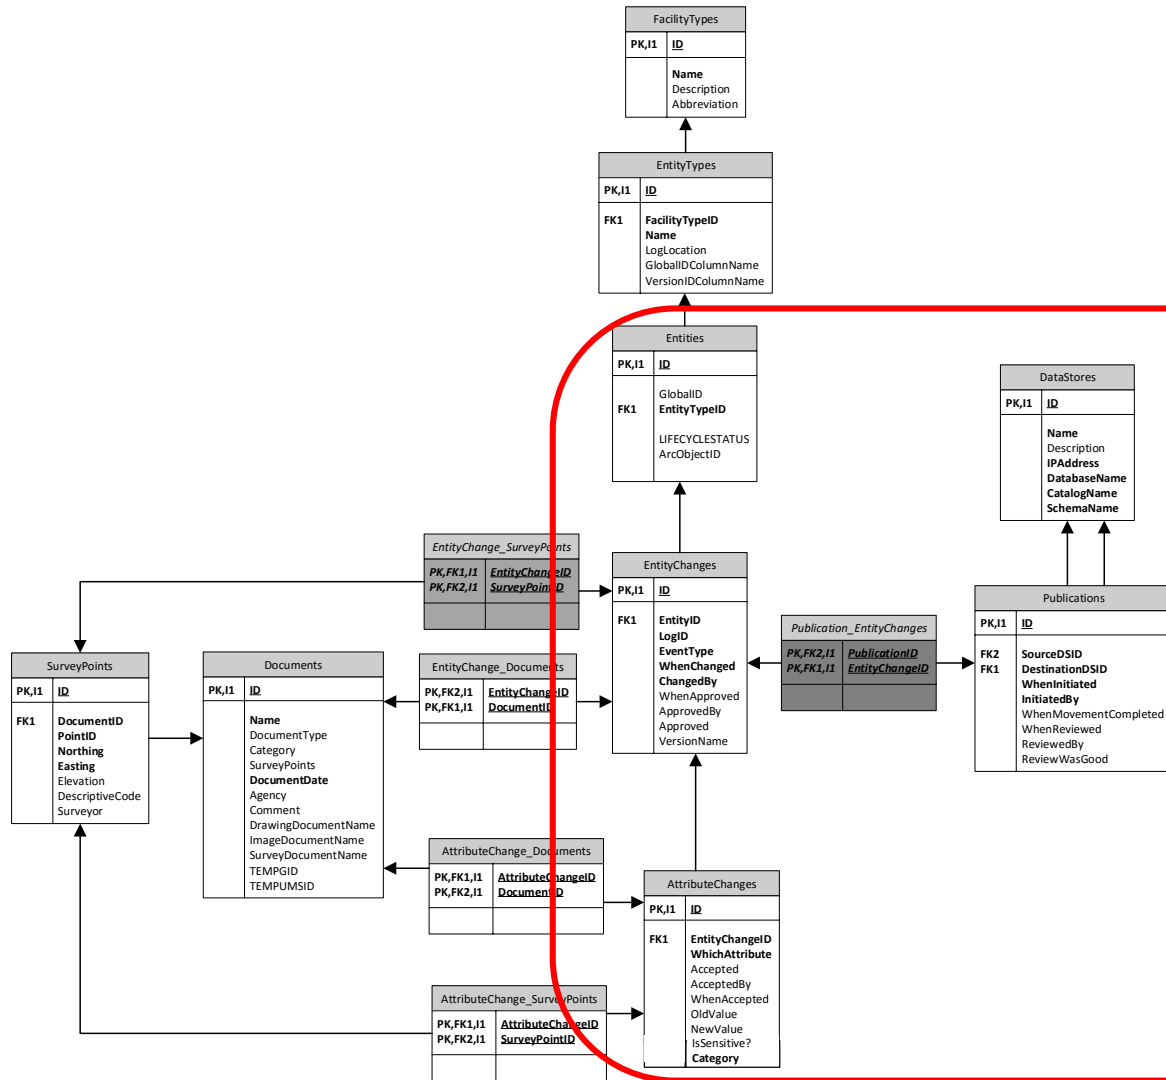 FacilityTypes
PK,I1 ID
Name
Description
Abbreviation
EntityTypes
PK,I1 ID
FK1 FacilityTypeID
Name
LogLocation
GlobalIDColumnName
VersionIDColumnName
Entities
PK,I1 ID
GlobalID
FK1 EntityTypeID
LIFECYCLESTATUS
ArcObjectID
DataStores
PK,I1 ID
Name
Description
IPAddress
DatabaseName
CatalogName
SchemaName
EntityChange_SurveyPoints
PK,FK1,I1 EntityChangeID
PK,FK2,I1 SurveyPointID
EntityChanges
PK,I1 ID
FK1 EntityID
LogID
EventType
WhenChanged
ChangedBy
WhenApproved
ApprovedBy
Approved
VersionName
Publication_EntityChanges
PK,FK2,I1 PublicationID
PK,FK1,I1 EntityChangeID
Publications
PK,I1 ID
FK2 SourceDSID
FK1 DestinationDSID
WhenInitiated
InitiatedBy
WhenMovementCompleted
WhenReviewed
ReviewedBy
ReviewWasGood
SurveyPoints
PK,I1 ID
FK1 DocumentID
PointID
Northing
Easting
Elevation
DescriptiveCode
Surveyor
Documents
PK,I1 ID
Name
DocumentType
Category
SurveyPoints
DocumentDate
Agency
Comment
DrawingDocumentName
ImageDocumentName
SurveyDocumentName
TEMPGID
TEMPUMSID
EntityChange_Documents
PK,FK2,I1 EntityChangeID
PK,FK1,I1 DocumentID
AttributeChange_Documents
PK,FK1,I1 AttributeChangeID
PK,FK2,I1 DocumentID
AttributeChanges
PK,I1 ID
FK1 EntityChangeID
WhichAttribute
Accepted
AcceptedBy
WhenAccepted
OldValue
NewValue
IsSensitive?
Category
AttributeChange_SurveyPoints
PK,FK1,I1 AttributeChangeID
PK,FK2,I1 SurveyPointID